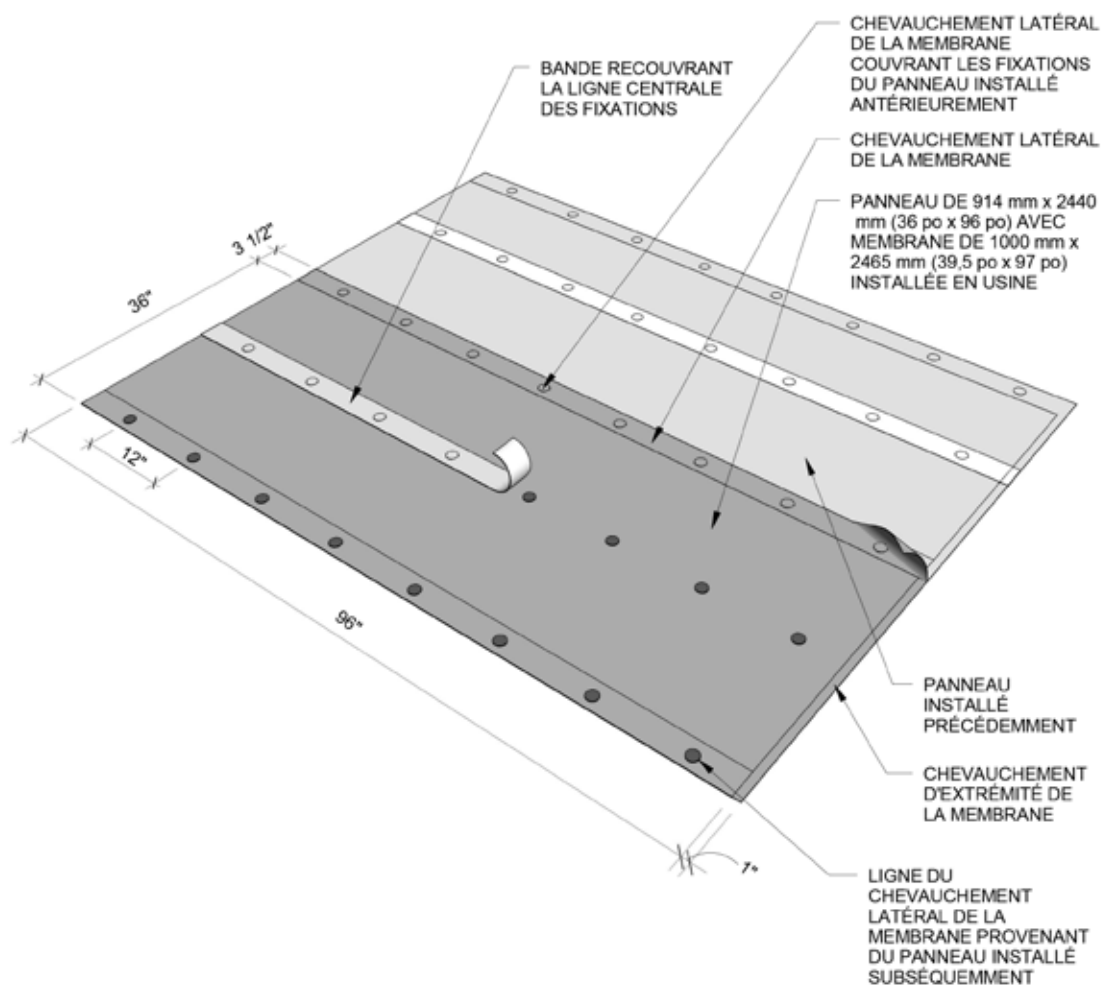 CHEVAUCHEMENT LATÉRAL
DE LA MEMBRANE
COUVRANT LES FIXATIONS
DU PANNEAU INSTALLÉ
ANTÉRIEUREMENT
BANDE RECOUVRANT
LA LIGNE CENTRALE
DES FIXATIONS
CHEVAUCHEMENT LATÉRAL
DE LA MEMBRANE
PANNEAU DE 914 mm x 2440
mm (36 po x 96 po) AVEC
MEMBRANE DE 1000 mm x
2465 mm (39,5 po x 97 po)
INSTALLÉE EN USINE
3 1/2"
36"
12"
96"
1"
PANNEAU
INSTALLÉ
PRÉCÉDEMMENT
CHEVAUCHEMENT
D'EXTRÉMITÉ DE
LA MEMBRANE
LIGNE DU
CHEVAUCHEMENT
LATÉRAL DE LA
MEMBRANE PROVENANT
DU PANNEAU INSTALLÉ
SUBSÉQUEMMENT